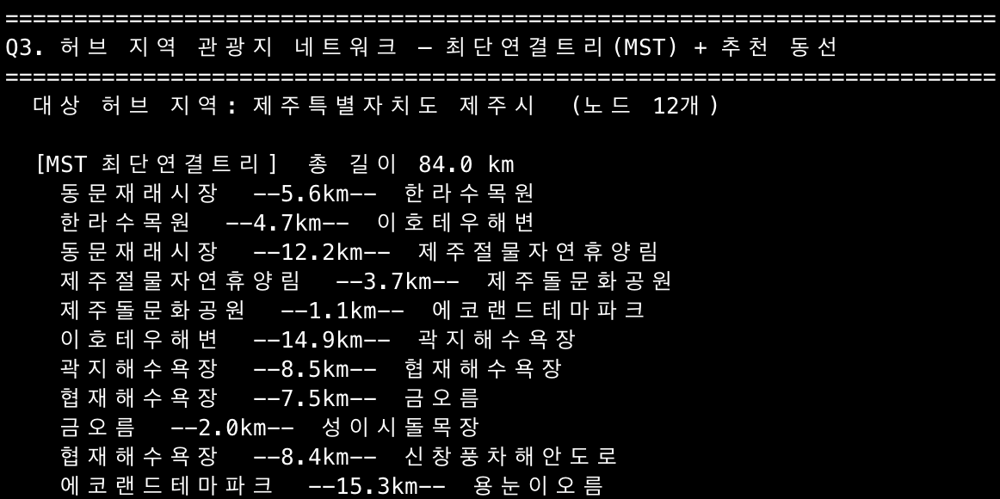 ========================================================================
Q3. 허브 지역 관광지 네트워크 — 최단연결트리(MST) + 추천 동선
========================================================================
대상 허브 지역: 제주특별자치도 제주시 (노드 12개)
[MST 최단연결트리] 총 길이 84.0 km
동문재래시장 --5.6km-- 한라수목원
한라수목원 --4.7km-- 이호테우해변
동문재래시장 --12.2km-- 제주절물자연휴양림
제주절물자연휴양림 --3.7km-- 제주돌문화공원
제주돌문화공원 --1.1km-- 에코랜드테마파크
이호테우해변 --14.9km-- 곽지해수욕장
곽지해수욕장 --8.5km-- 협재해수욕장
협재해수욕장 --7.5km-- 금오름
금오름 --2.0km-- 성이시돌목장
협재해수욕장 --8.4km-- 신창풍차해안도로
에코랜드테마파크 --15.3km-- 용눈이오름